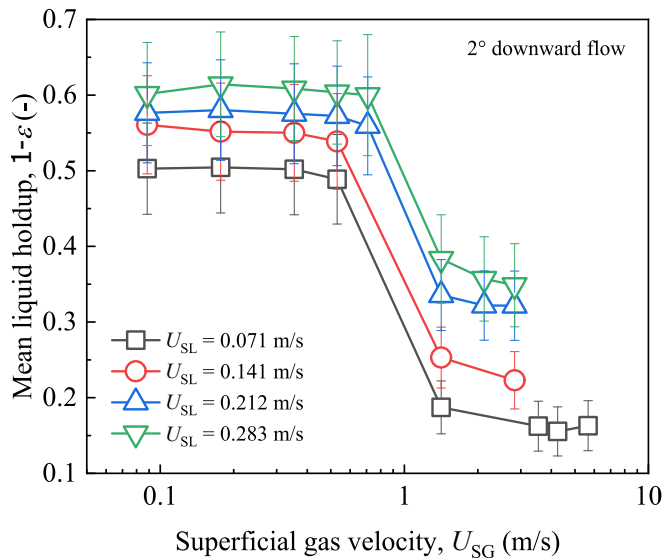 Mean liquid holdup, 1-ε(-)
0.7
0.6
0.5
0.4
0.3
0.2
0.1
2° downward flow
U_SL = 0.071 m/s
U_SL = 0.141 m/s
U_SL = 0.212 m/s
U_SL = 0.283 m/s
0.1 1 10
Superficial gas velocity, U_SG (m/s)